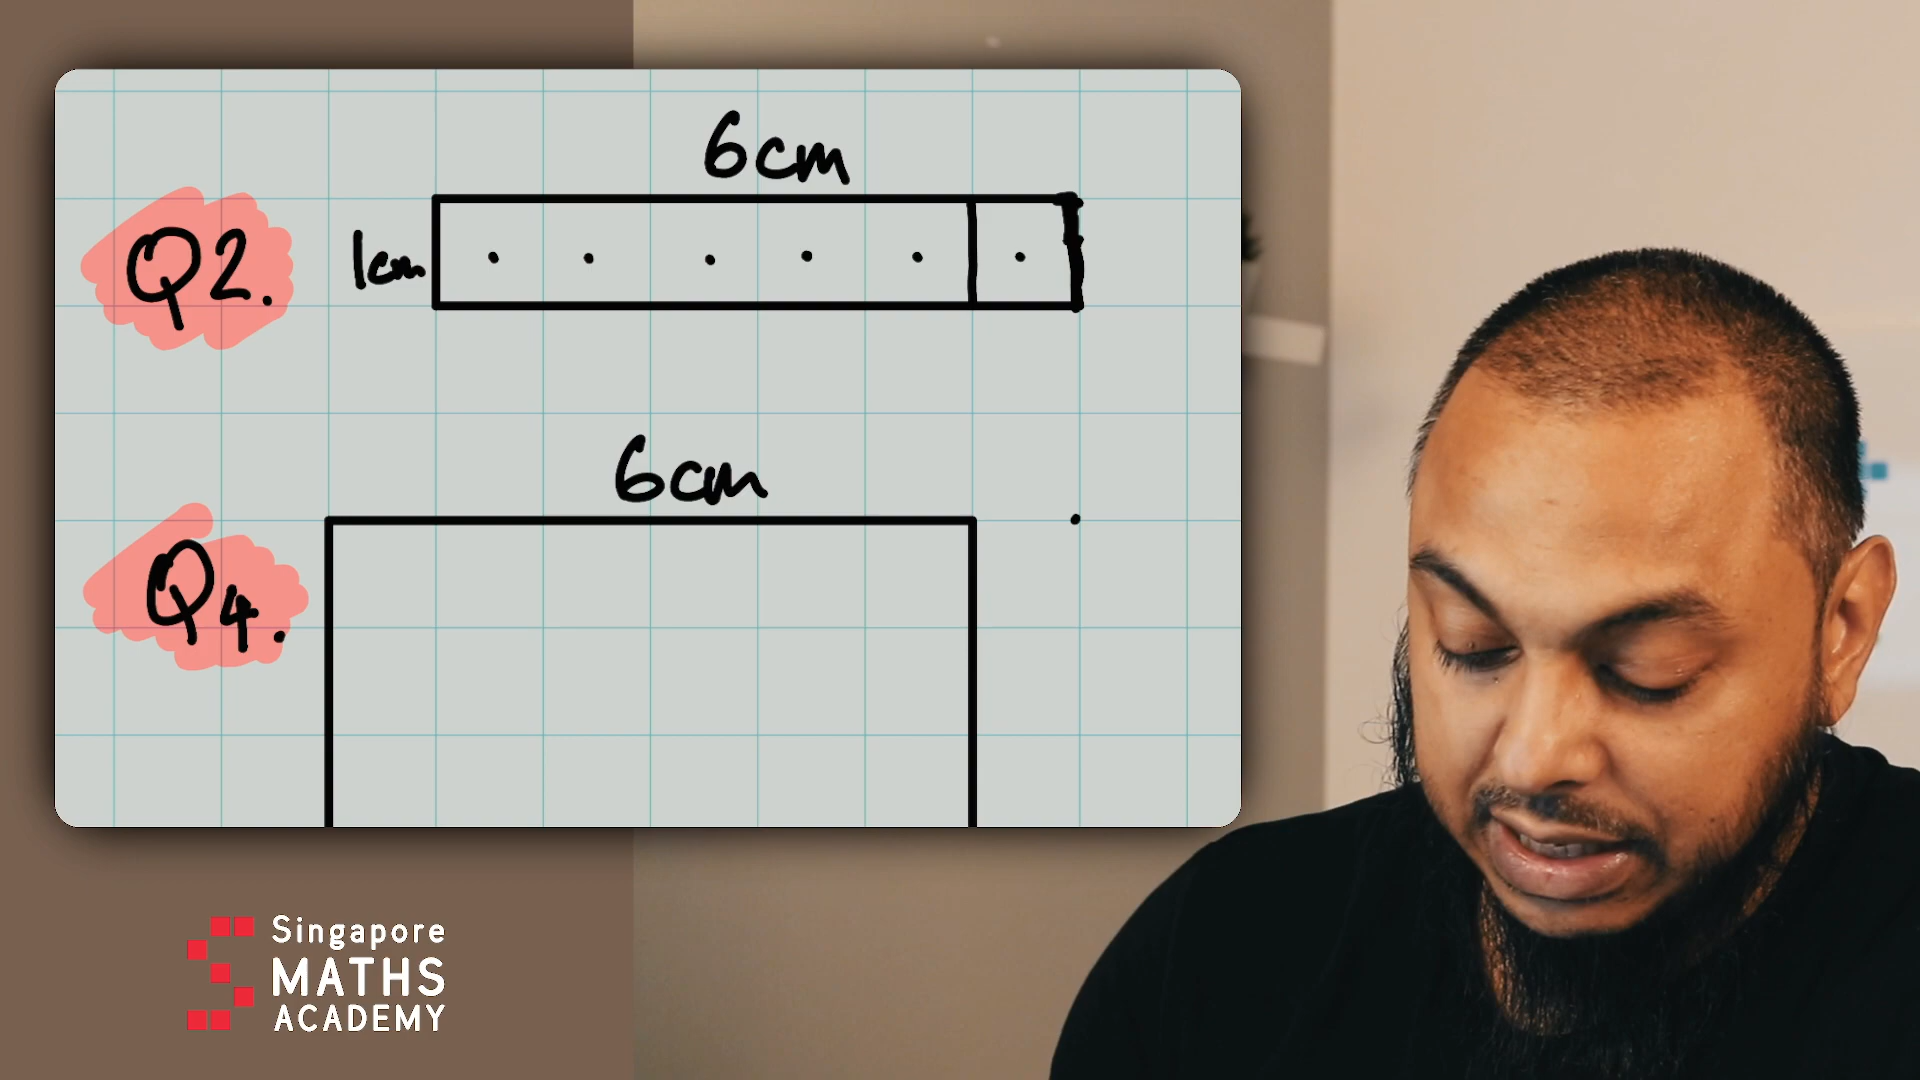 6cm
Q2.
1cm
6cm
Q4.
Singapore
MATHS
ACADEMY